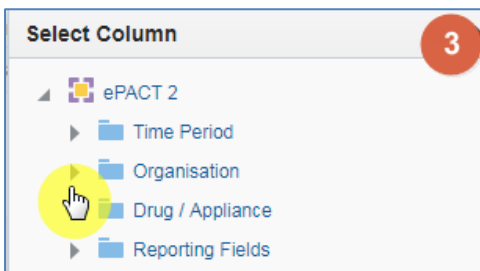 Select Column
3
ePACT 2
Time Period
Organisation
Drug / Appliance
Reporting Fields